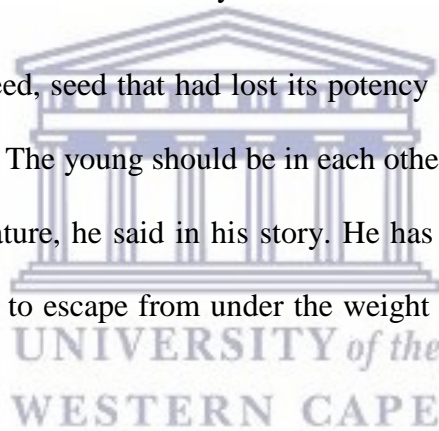 eed, seed that had lost its potency
The young should be in each othe
ature, he said in his story. He has
to escape from under the weight
UNIVERSITY of the
WESTERN CAPE